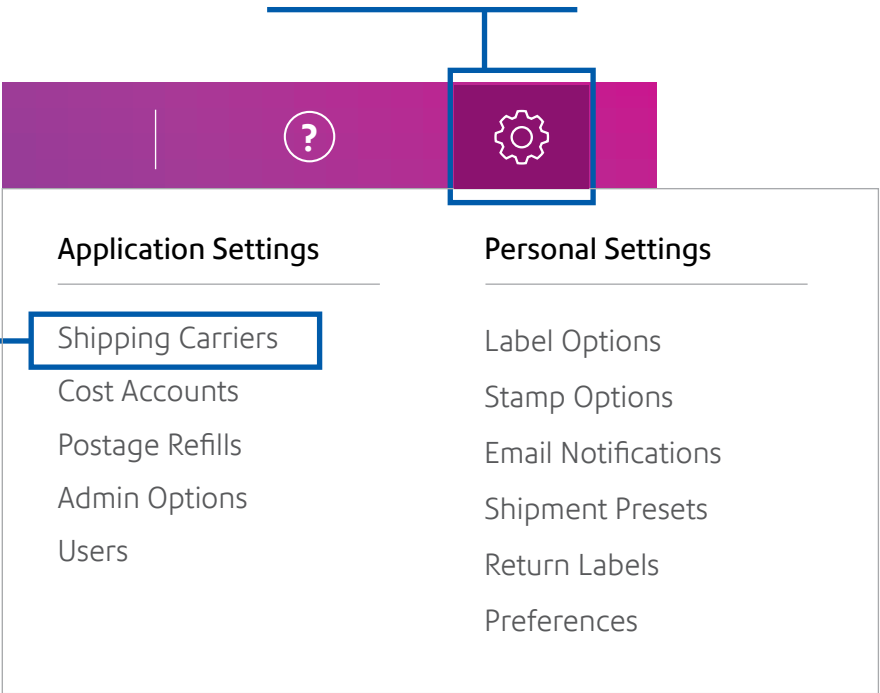 ?
Application Settings
Shipping Carriers
Cost Accounts
Postage Refills
Admin Options
Users
Personal Settings
Label Options
Stamp Options
Email Notifications
Shipment Presets
Return Labels
Preferences